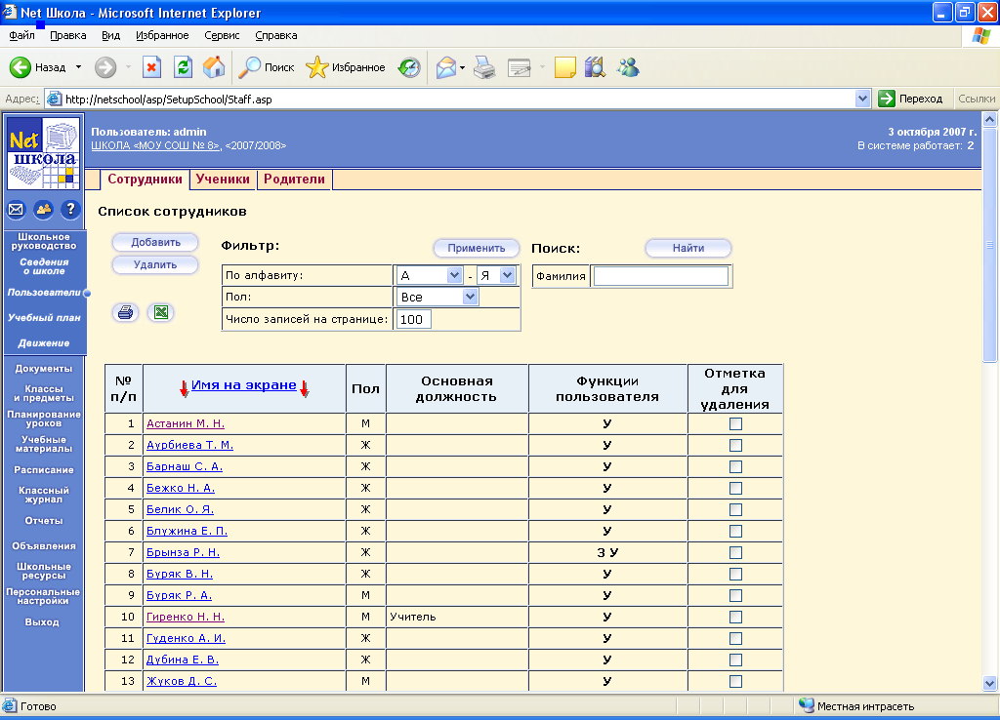 Net Школа - Microsoft Internet Explorer
Файл Правка Вид Избранное Сервис Справка
Назад Поиск Избранное
Адрес: http://netschool/asp/SetupSchool/Staff.asp Переход Ссылки
Net школа
Пользователь: admin
ШКОЛА <МОУ СОШ № 8>, <2007/2008>
3 октября 2007 г.
В системе работает: 2
Сотрудники Ученики Родители
Школьное
руководство
Сведения
о школе
Пользователи
Учебный план
Движение
Документы
Классы
и предметы
Планирование
уроков
Учебные
материалы
Расписание
Классный
журнал
Отчеты
Объявления
Школьные
ресурсы
Персональные
настройки
Выход
Список сотрудников
Добавить
Удалить
Фильтр: Применить
По алфавиту: А - Я
Пол: Все
Число записей на странице: 100
Поиск: Найти
Фамилия
№ п/п Имя на экране Пол Основная должность Функции пользователя Отметка для удаления
1 Астанин М. Н. М У
2 Аурбиева Т. М. Ж У
3 Барнаш С. А. Ж У
4 Бежко Н. А. Ж У
5 Белик О. Я. Ж У
6 Блужина Е. П. Ж У
7 Брынза Р. Н. Ж З У
8 Буряк В. Н. Ж У
9 Буряк Р. А. М У
10 Гиренко Н. Н. М Учитель У
11 Гуденко А. И. Ж У
12 Дубина Е. В. Ж У
13 Жуков Д. С. М У
Готово
Местная интрасеть